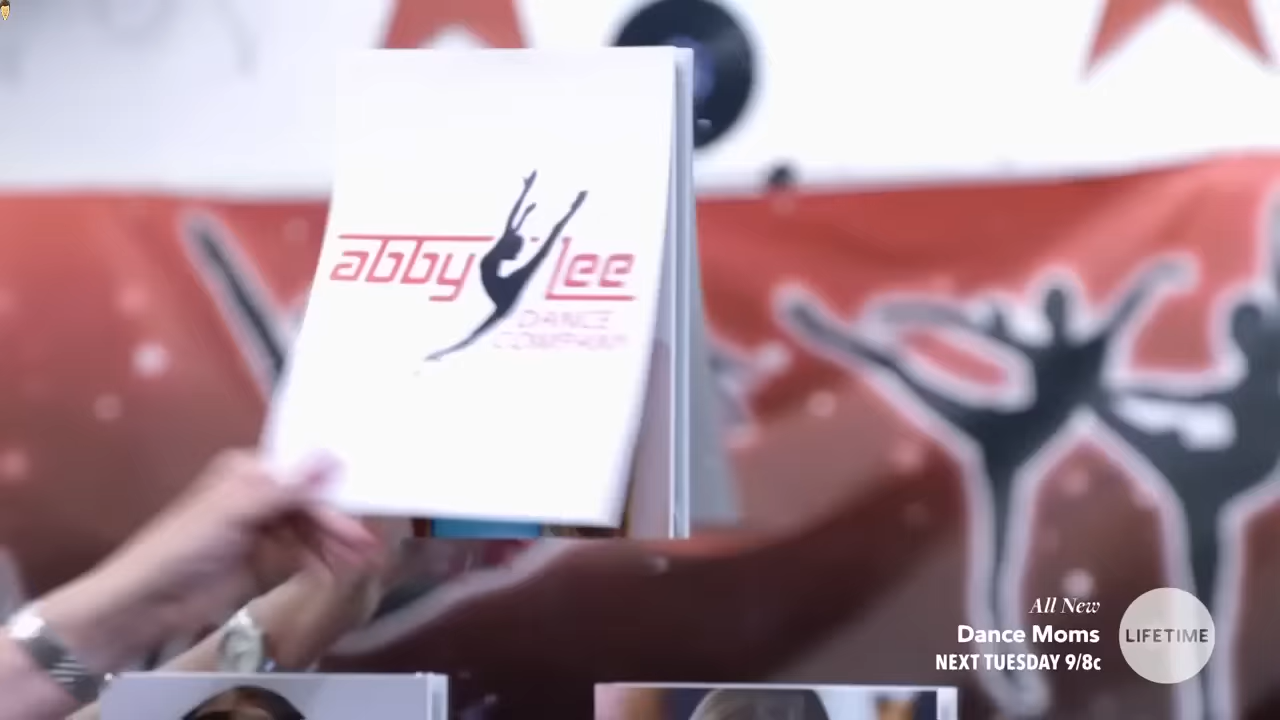 abby Lee
DANCE
COMPANY
All New
Dance Moms
NEXT TUESDAY 9/8c
LIFETIME